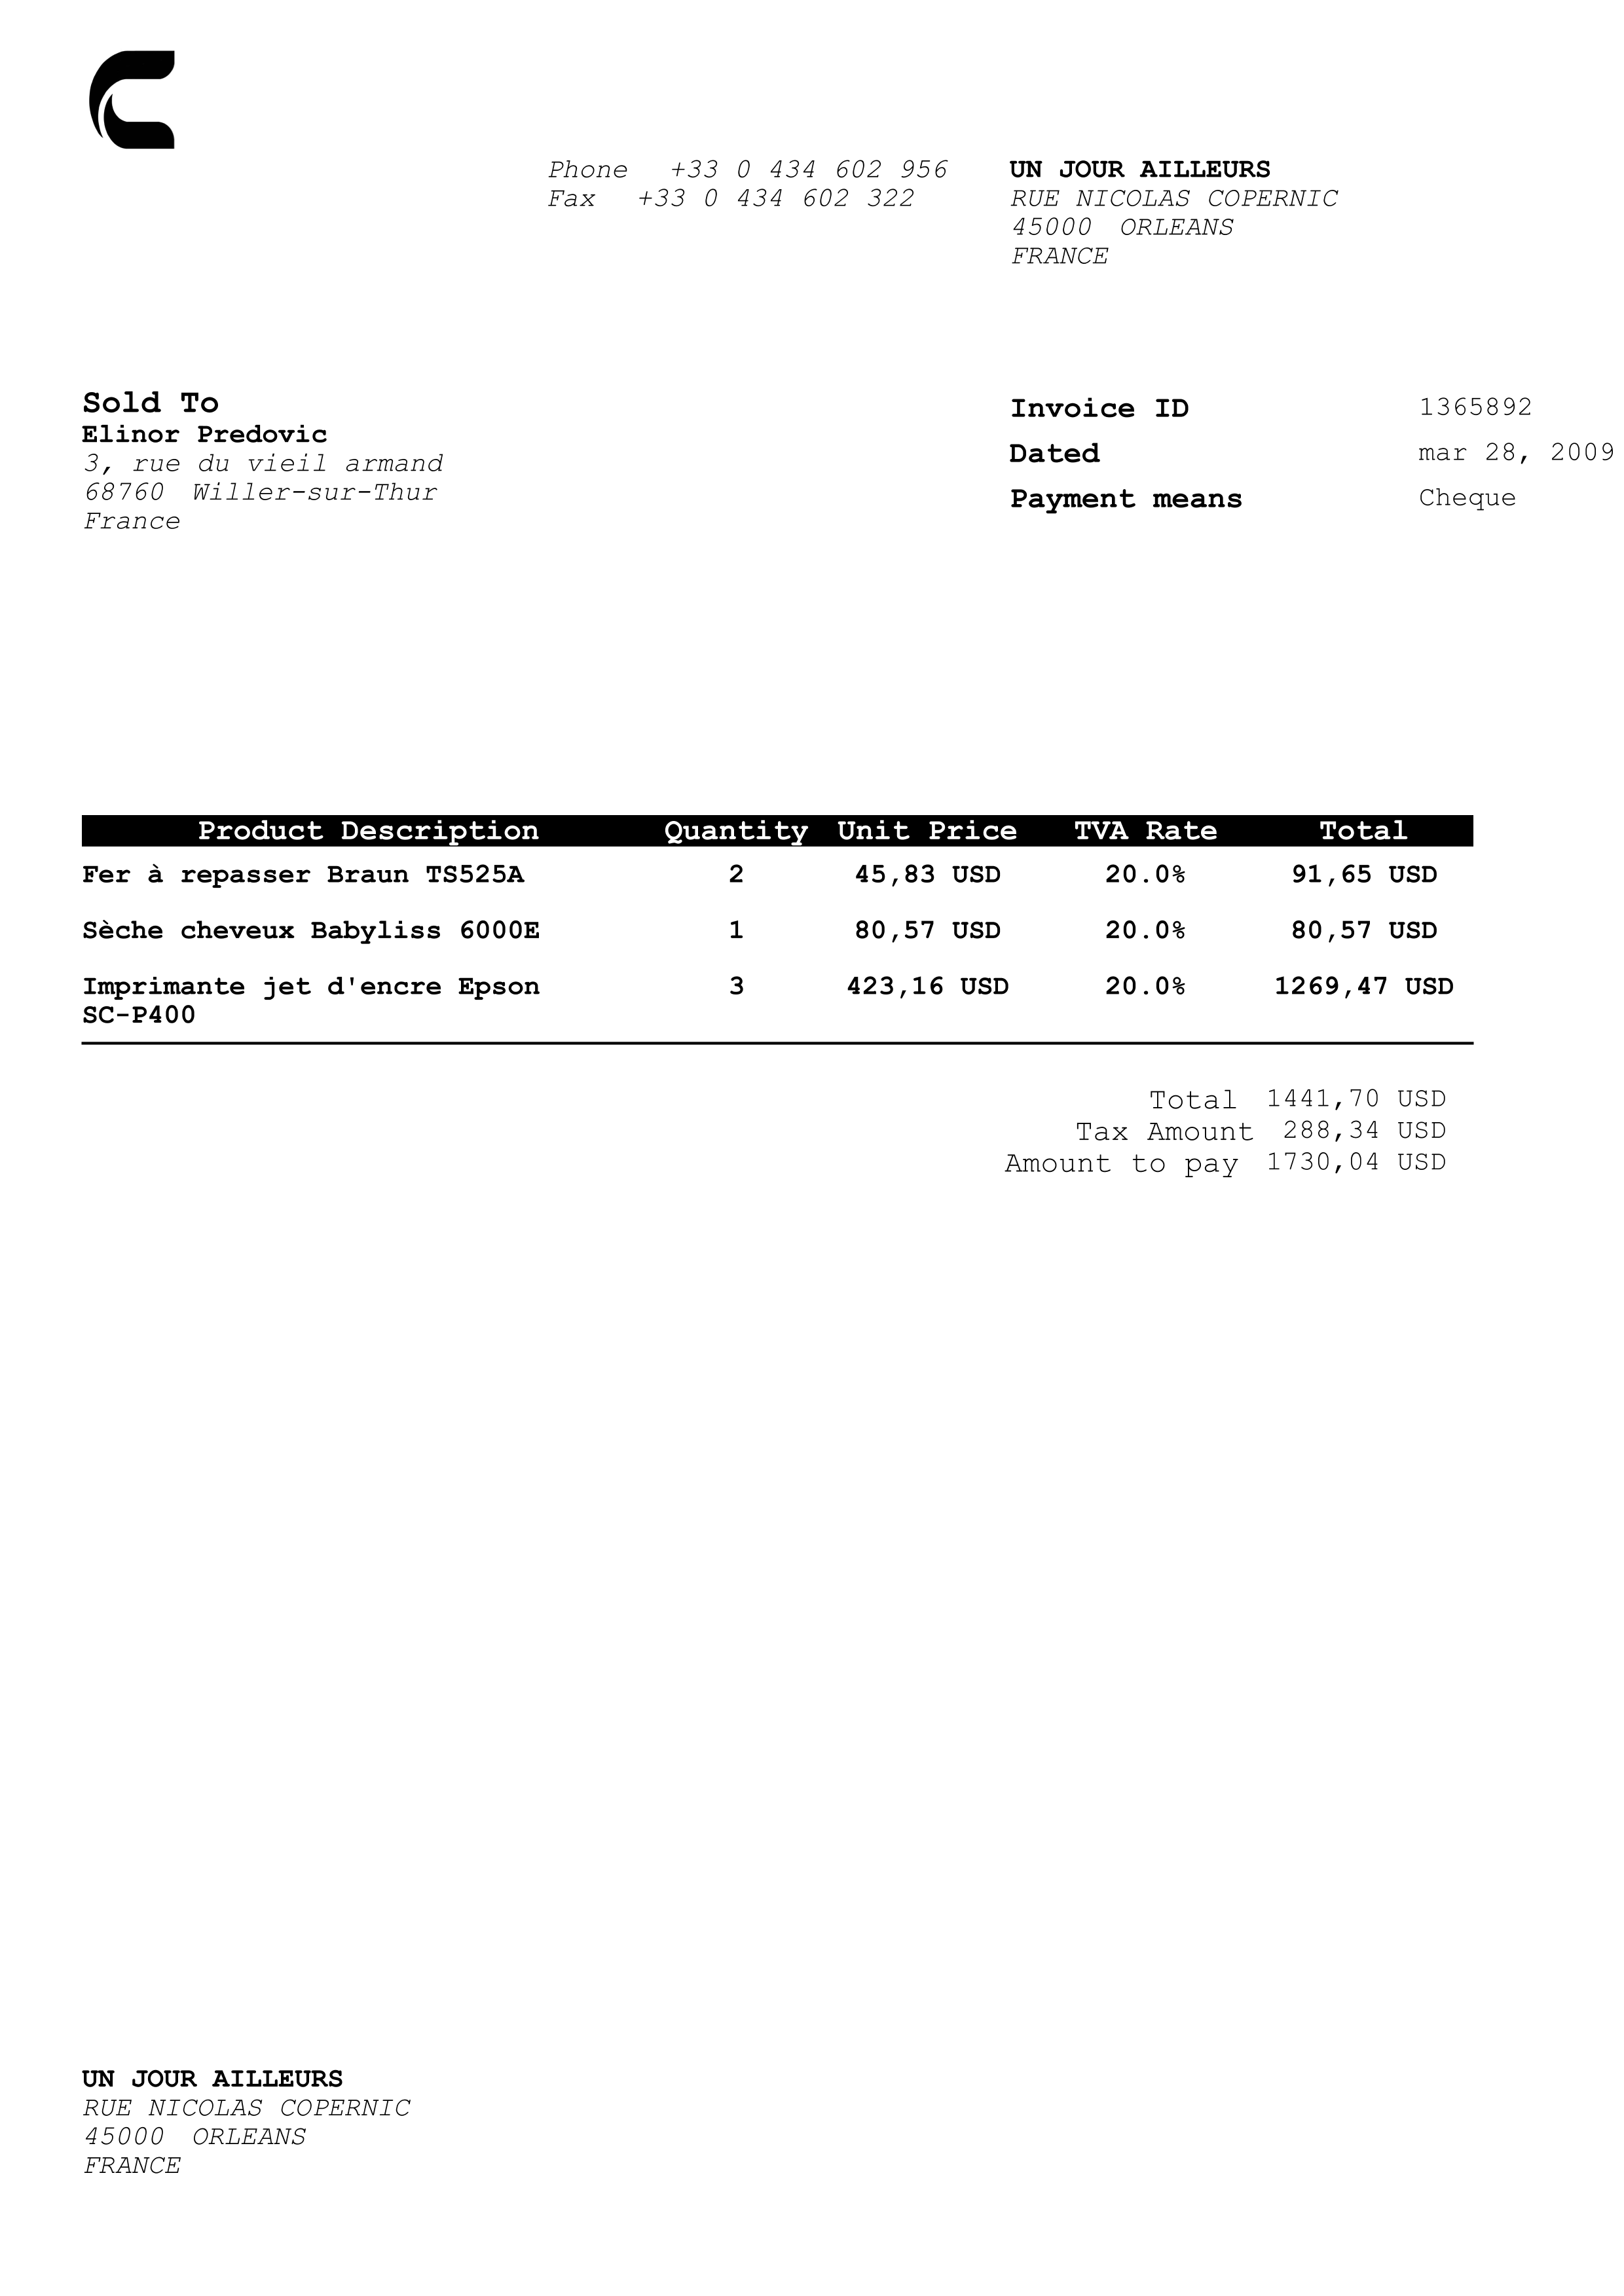 Phone +33 0 434 602 956
Fax +33 0 434 602 322
UN JOUR AILLEURS
RUE NICOLAS COPERNIC
45000 ORLEANS
FRANCE
Sold To
Elinor Predovic
3, rue du vieil armand
68760 Willer-sur-Thur
France
Invoice ID 1365892
Dated mar 28, 2009
Payment means Cheque
Product Description Quantity Unit Price TVA Rate Total
Fer à repasser Braun TS525A 2 45,83 USD 20.0% 91,65 USD
Sèche cheveux Babyliss 6000E 1 80,57 USD 20.0% 80,57 USD
Imprimante jet d'encre Epson 3 423,16 USD 20.0% 1269,47 USD
SC-P400
Total 1441,70 USD
Tax Amount 288,34 USD
Amount to pay 1730,04 USD
UN JOUR AILLEURS
RUE NICOLAS COPERNIC
45000 ORLEANS
FRANCE